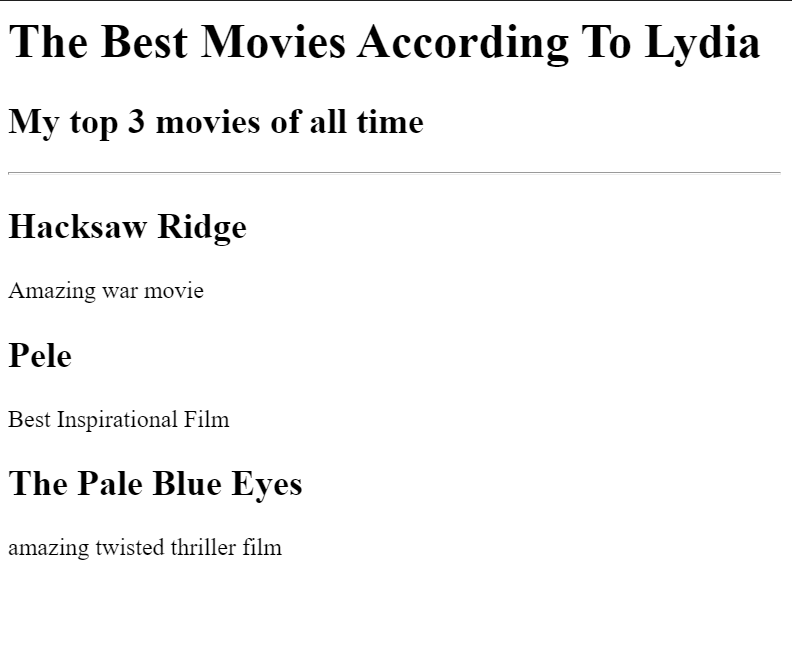 The Best Movies According To Lydia
My top 3 movies of all time
Hacksaw Ridge
Amazing war movie
Pele
Best Inspirational Film
The Pale Blue Eyes
amazing twisted thriller film